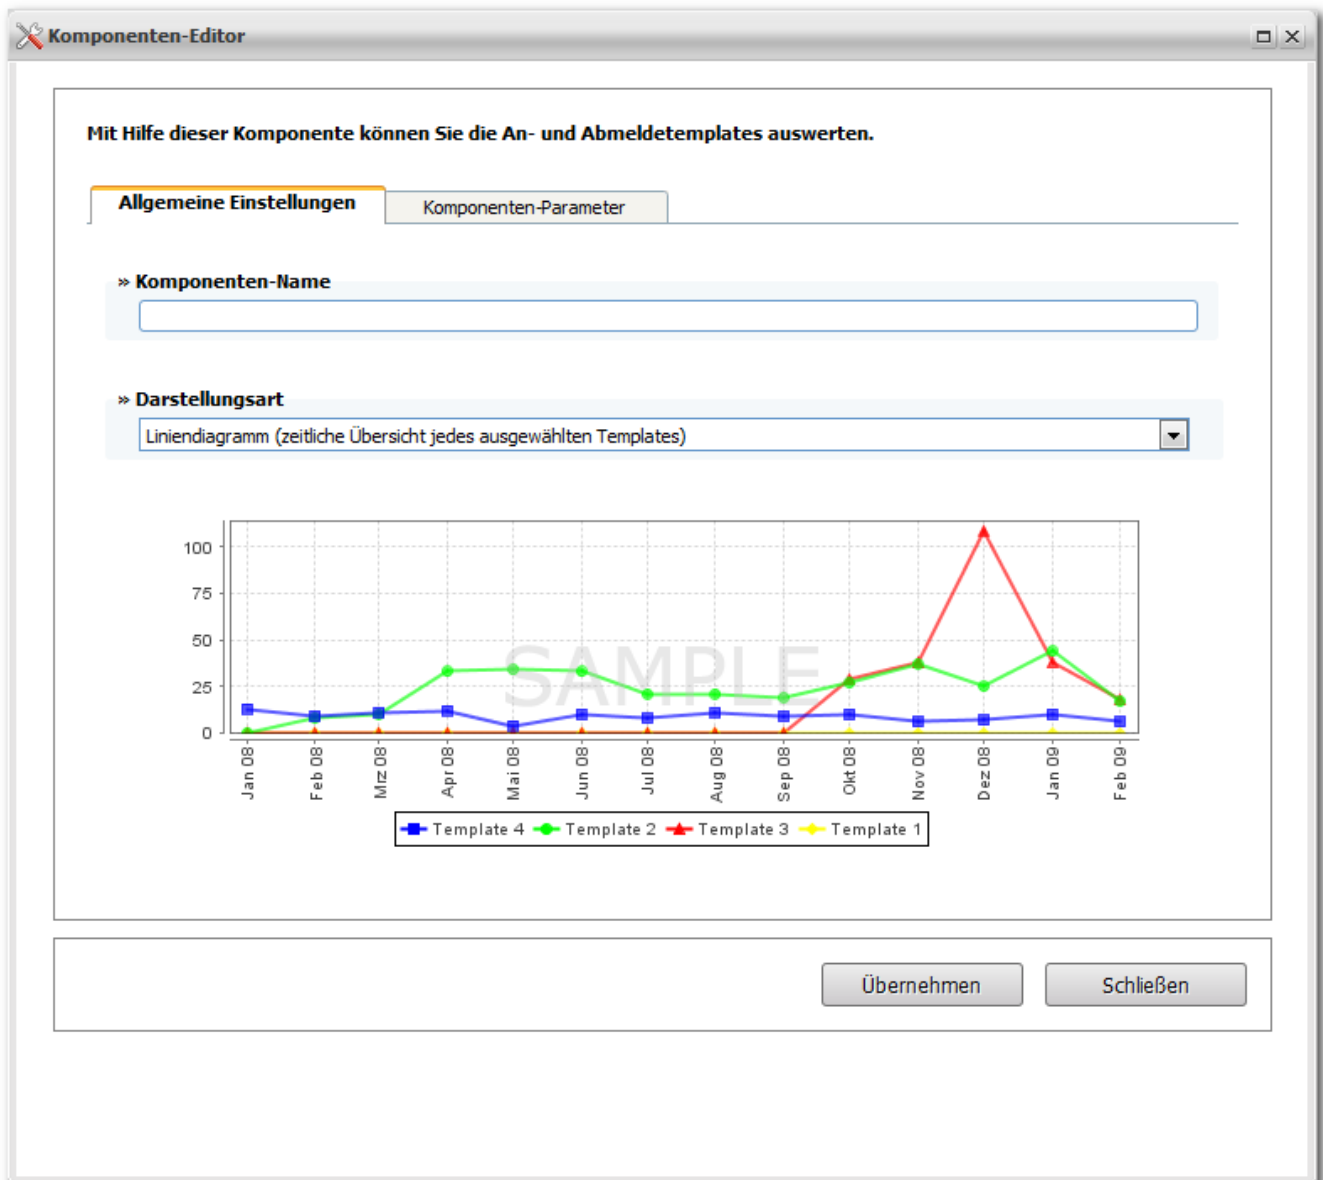 Komponenten-Editor
Mit Hilfe dieser Komponente können Sie die An- und Abmeldetemplates auswerten.
Allgemeine Einstellungen Komponenten-Parameter
» Komponenten-Name
» Darstellungsart
Liniendiagramm (zeitliche Übersicht jedes ausgewählten Templates)
100
75
50
25
0
SAMPLE
Jan 08 Feb 08 Mrz 08 Apr 08 Mai 08 Jun 08 Jul 08 Aug 08 Sep 08 Okt 08 Nov 08 Dez 08 Jan 09 Feb 09
Template 4 Template 2 Template 3 Template 1
Übernehmen Schließen